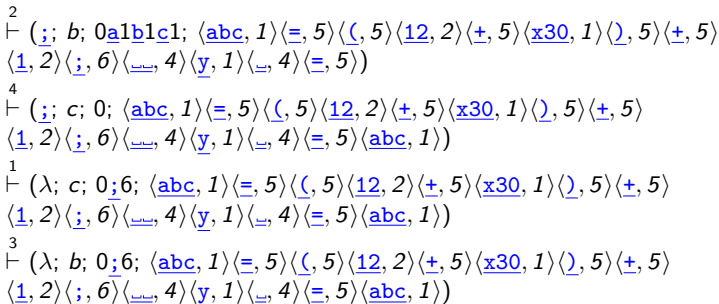 2
⊢ (;; b; 0a1b1c1; ⟨abc, 1⟩⟨=, 5⟩⟨(, 5⟩⟨12, 2⟩⟨+, 5⟩⟨x30, 1⟩⟨), 5⟩⟨+, 5⟩
⟨1, 2⟩⟨;, 6⟩⟨␣␣, 4⟩⟨y, 1⟩⟨␣, 4⟩⟨=, 5⟩)
4
⊢ (;; c; 0; ⟨abc, 1⟩⟨=, 5⟩⟨(, 5⟩⟨12, 2⟩⟨+, 5⟩⟨x30, 1⟩⟨), 5⟩⟨+, 5⟩
⟨1, 2⟩⟨;, 6⟩⟨␣␣, 4⟩⟨y, 1⟩⟨␣, 4⟩⟨=, 5⟩⟨abc, 1⟩)
1
⊢ (λ; c; 0;6; ⟨abc, 1⟩⟨=, 5⟩⟨(, 5⟩⟨12, 2⟩⟨+, 5⟩⟨x30, 1⟩⟨), 5⟩⟨+, 5⟩
⟨1, 2⟩⟨;, 6⟩⟨␣␣, 4⟩⟨y, 1⟩⟨␣, 4⟩⟨=, 5⟩⟨abc, 1⟩)
3
⊢ (λ; b; 0;6; ⟨abc, 1⟩⟨=, 5⟩⟨(, 5⟩⟨12, 2⟩⟨+, 5⟩⟨x30, 1⟩⟨), 5⟩⟨+, 5⟩
⟨1, 2⟩⟨;, 6⟩⟨␣␣, 4⟩⟨y, 1⟩⟨␣, 4⟩⟨=, 5⟩⟨abc, 1⟩)